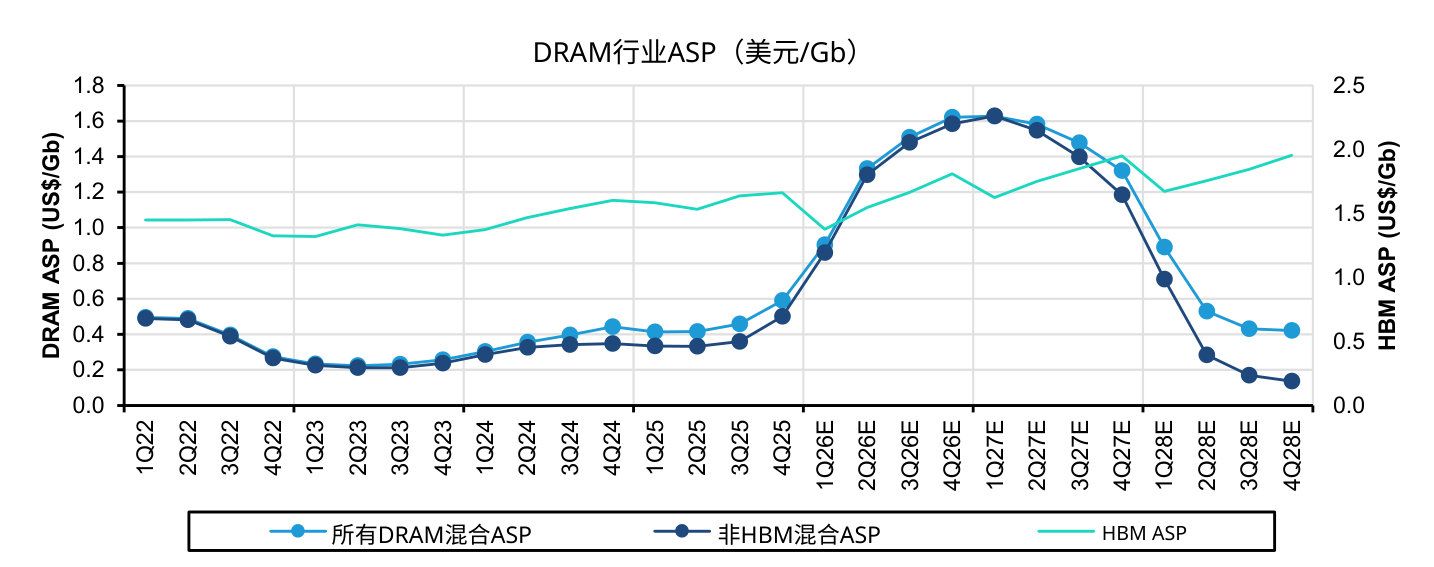 DRAM行业ASP（美元/Gb）
1.8
1.6
1.4
1.2
1.0
0.8
0.6
0.4
0.2
0.0
DRAM ASP (US$/Gb)
2.5
2.0
1.5
1.0
0.5
0.0
HBM ASP (US$/Gb)
1Q22
2Q22
3Q22
4Q22
1Q23
2Q23
3Q23
4Q23
1Q24
2Q24
3Q24
4Q24
1Q25
2Q25
3Q25
4Q25
1Q26E
2Q26E
3Q26E
4Q26E
1Q27E
2Q27E
3Q27E
4Q27E
1Q28E
2Q28E
3Q28E
4Q28E
所有DRAM混合ASP
非HBM混合ASP
HBM ASP